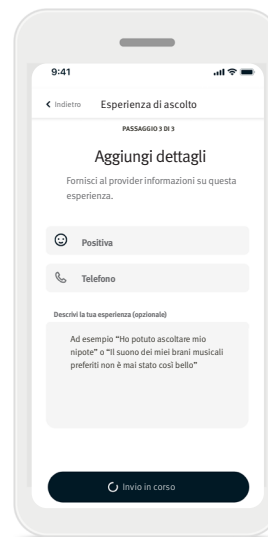 9:41
Indietro
Esperienza di ascolto
PASSAGGIO 3 DI 3
Aggiungi dettagli
Fornisci al provider informazioni su questa
esperienza.
Positiva
Telefono
Descrivi la tua esperienza (opzionale)
Ad esempio “Ho potuto ascoltare mio
nipote” o “Il suono dei miei brani musicali
preferiti non è mai stato così bello”
Invio in corso